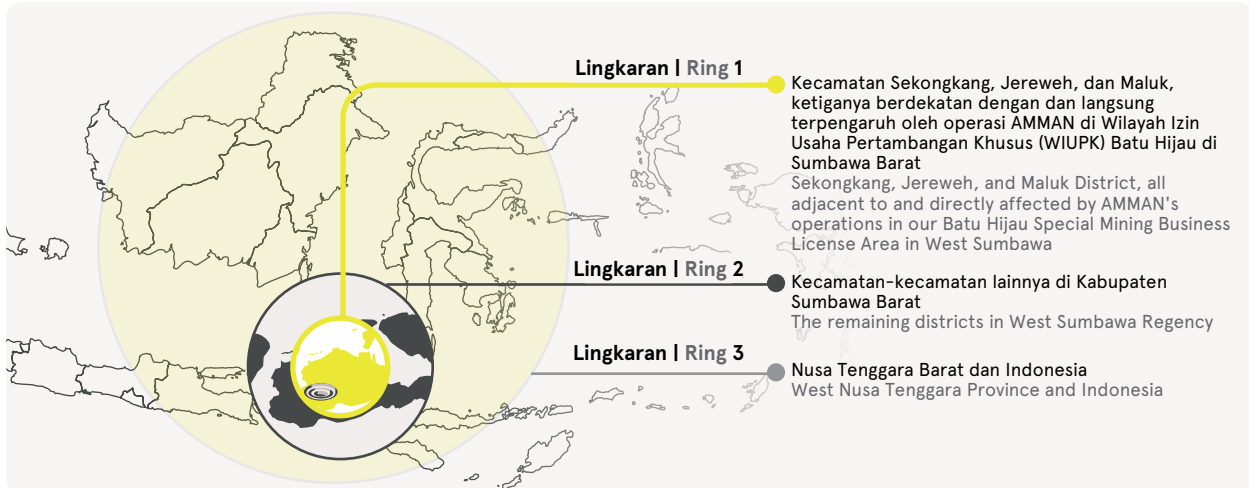 Lingkaran | Ring 1
Kecamatan Sekongkang, Jereweh, dan Maluk,
ketiganya berdekatan dengan dan langsung
terpengaruh oleh operasi AMMAN di Wilayah Izin
Usaha Pertambangan Khusus (WIUPK) Batu Hijau di
Sumbawa Barat
Sekongkang, Jereweh, and Maluk District, all
adjacent to and directly affected by AMMAN's
operations in our Batu Hijau Special Mining Business
License Area in West Sumbawa
Lingkaran | Ring 2
Kecamatan-kecamatan lainnya di Kabupaten
Sumbawa Barat
The remaining districts in West Sumbawa Regency
Lingkaran | Ring 3
Nusa Tenggara Barat dan Indonesia
West Nusa Tenggara Province and Indonesia